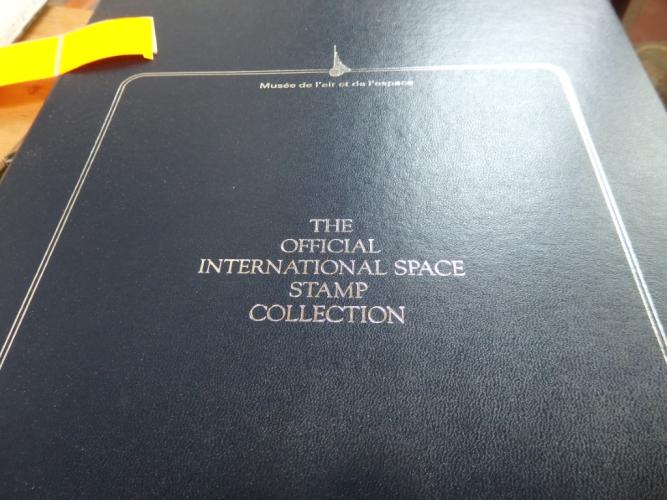 Musée de l'air et de l'espace
THE
OFFICIAL
INTERNATIONAL SPACE
STAMP
COLLECTION